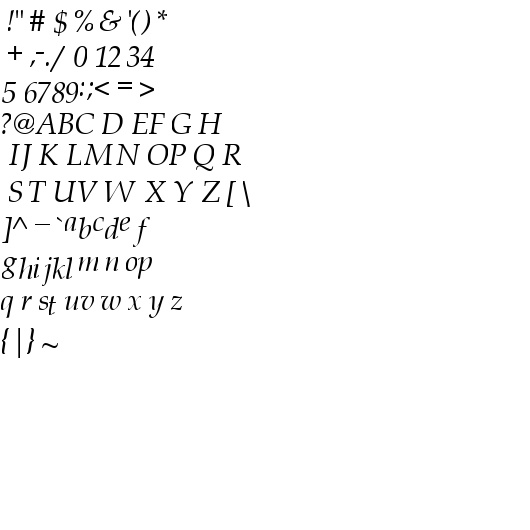 !" # $ % & '( ) *
+ ,-./ 0 12 34
5 6789:;< = >
?@ABC D EF G H
IJ K LMN OP Q R
S T UV W X Y Z [ \
]^ _ `abcde f
ghijkl m n op
q r st uv w x y z
{ | } ~